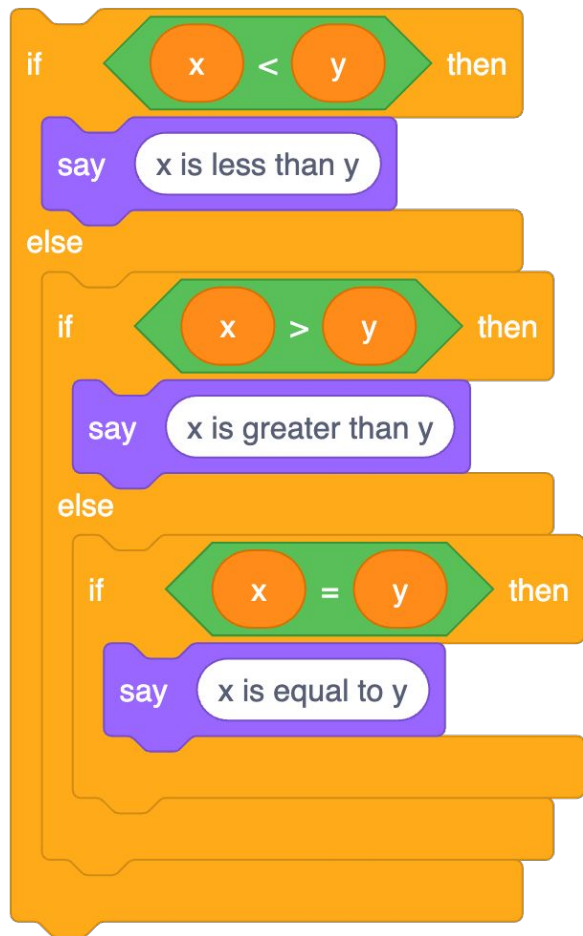 if x < y then
say x is less than y
else
if x > y then
say x is greater than y
else
if x = y then
say x is equal to y